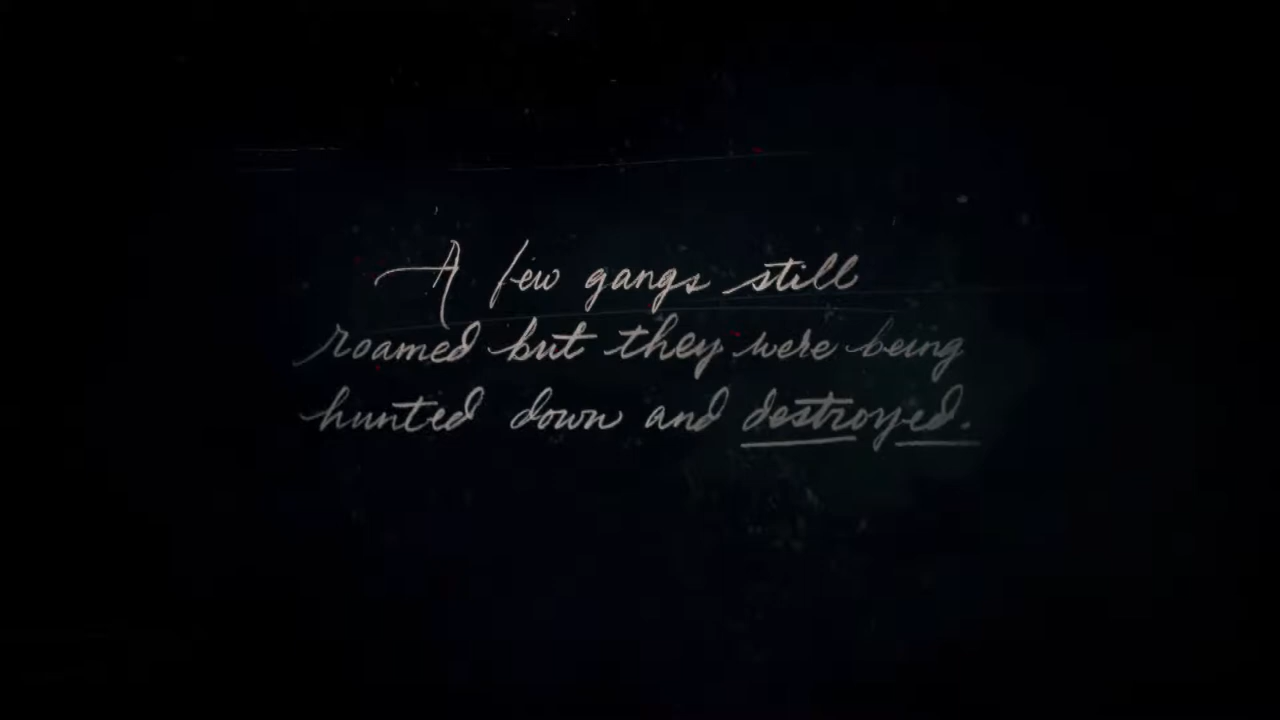 A few gangs still
roamed but they were being
hunted down and destroyed.